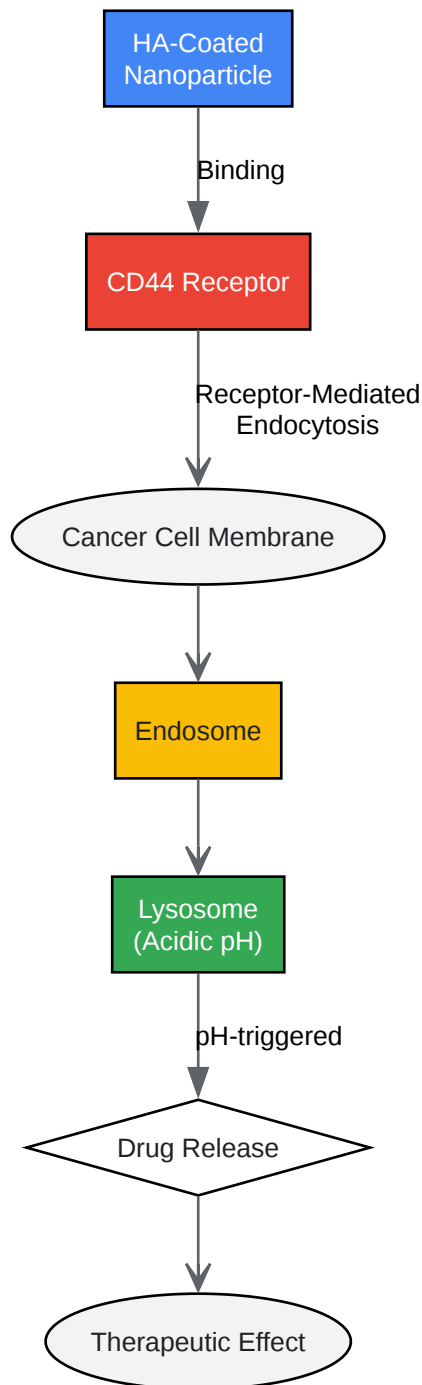 HA-Coated
Nanoparticle
Binding
CD44 Receptor
Receptor-Mediated
Endocytosis
Cancer Cell Membrane
Endosome
Lysosome
(Acidic pH)
pH-triggered
Drug Release
Therapeutic Effect